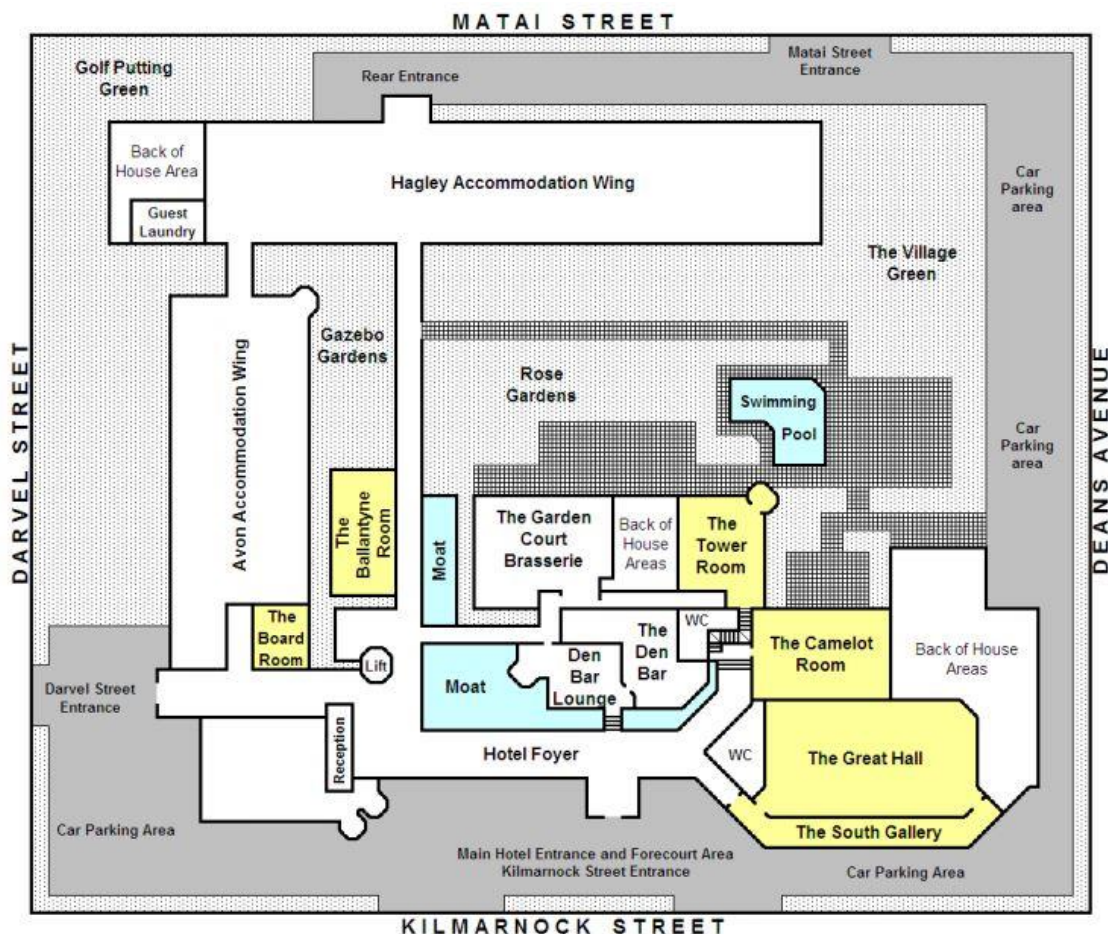 MATAI STREET
Golf Putting
Green
Matai Street
Entrance
Rear Entrance
Back of
House Area
Hagley Accommodation Wing
Car
Parking
area
Guest
Laundry
The Village
Green
Gazebo
Gardens
Rose
Gardens
DARVEL STREET
DEANS AVENUE
Avon Accommodation Wing
Swimming
Pool
Car
Parking
area
The
Ballantyne
Room
Moat
The Garden
Court
Brasserie
Back of
House
Areas
The
Tower
Room
The
Board
Room
WC
The
Den
Bar
The Camelot
Room
Back of House
Areas
Lift
Den
Bar
Lounge
Moat
Darvel Street
Entrance
Reception
Hotel Foyer
WC
The Great Hall
Car Parking Area
The South Gallery
Main Hotel Entrance and Forecourt Area
Kilmarnock Street Entrance
Car Parking Area
KILMARNOCK STREET